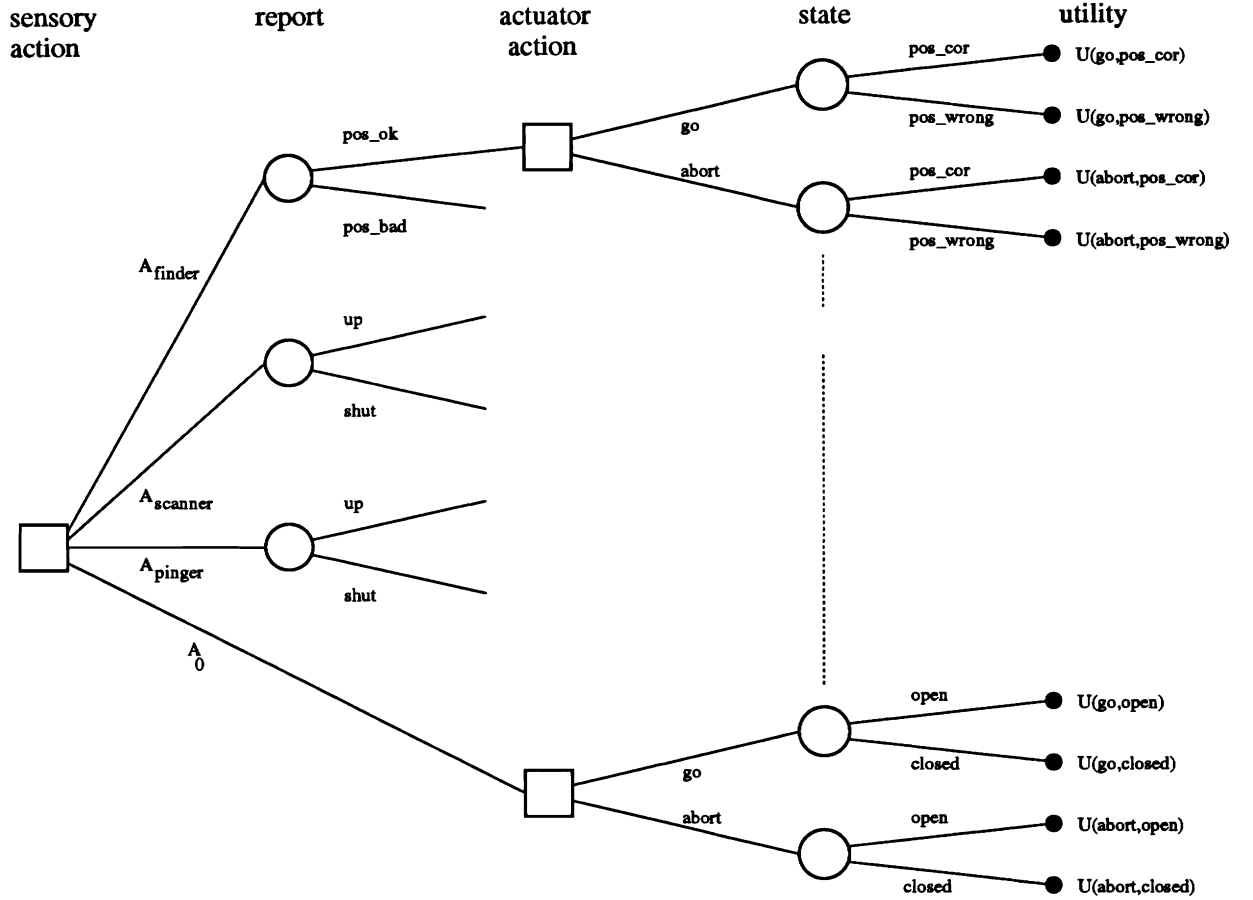 sensory action
report
actuator action
state
utility
pos_cor
U(go,pos_cor)
go
pos_wrong
U(go,pos_wrong)
pos_ok
abort
pos_cor
U(abort,pos_cor)
pos_bad
pos_wrong
U(abort,pos_wrong)
A finder
up
shut
A scanner
up
A pinger
shut
A 0
open
U(go,open)
go
closed
U(go,closed)
abort
open
U(abort,open)
closed
U(abort,closed)